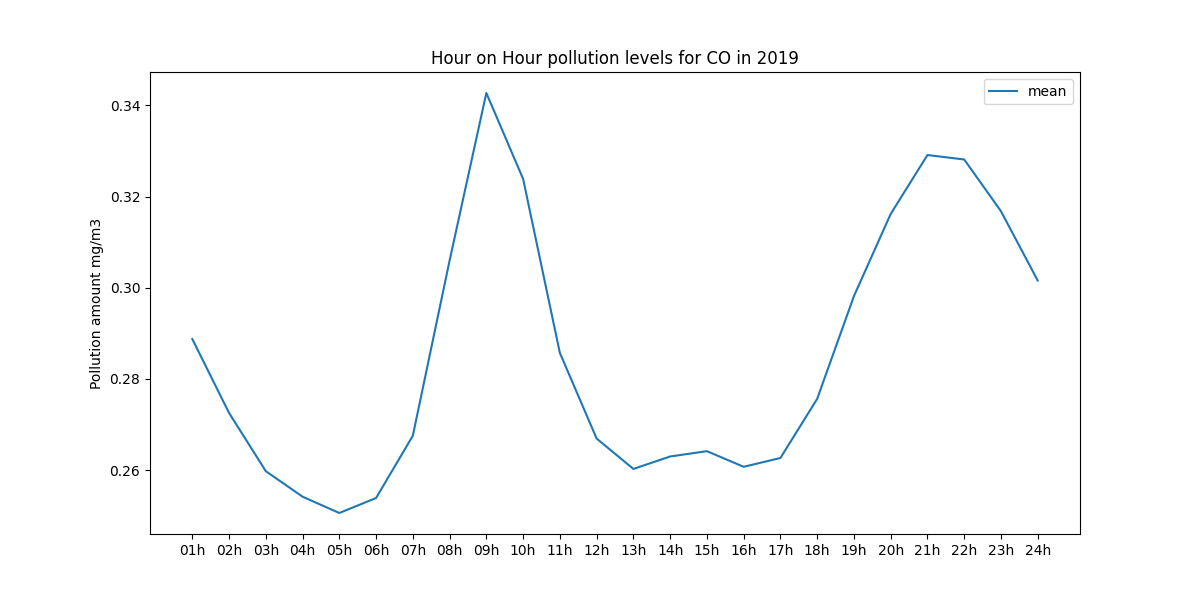 Hour on Hour pollution levels for CO in 2019
mean
Pollution amount mg/m3
0.34
0.32
0.30
0.28
0.26
01h 02h 03h 04h 05h 06h 07h 08h 09h 10h 11h 12h 13h 14h 15h 16h 17h 18h 19h 20h 21h 22h 23h 24h